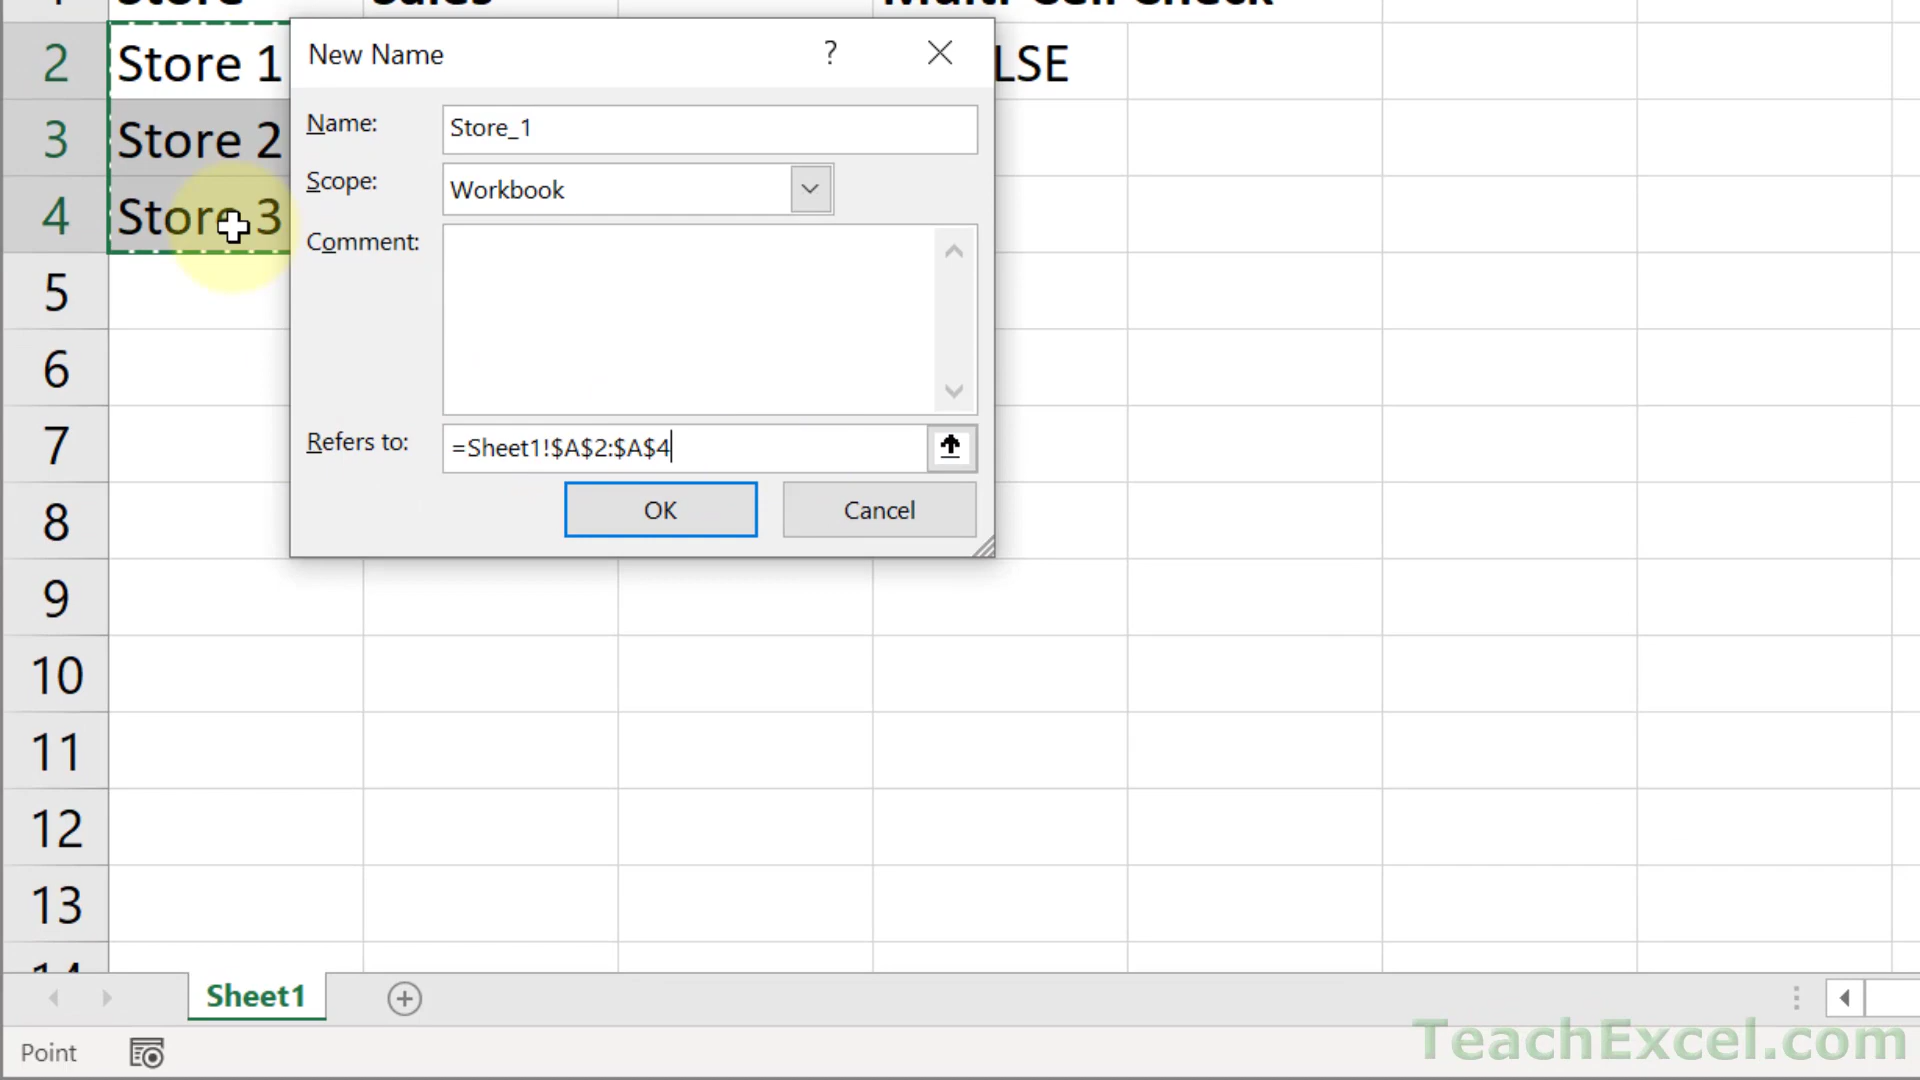 Store Sales Multi-Cell Check
2 Store 1 LSE
3 Store 2
4 Store 3
New Name ?
Name: Store_1
Scope: Workbook
Comment:
Refers to: =Sheet1!$A$2:$A$4
OK Cancel
5
6
7
8
9
10
11
12
13
14
Sheet1
Point
TeachExcel.com